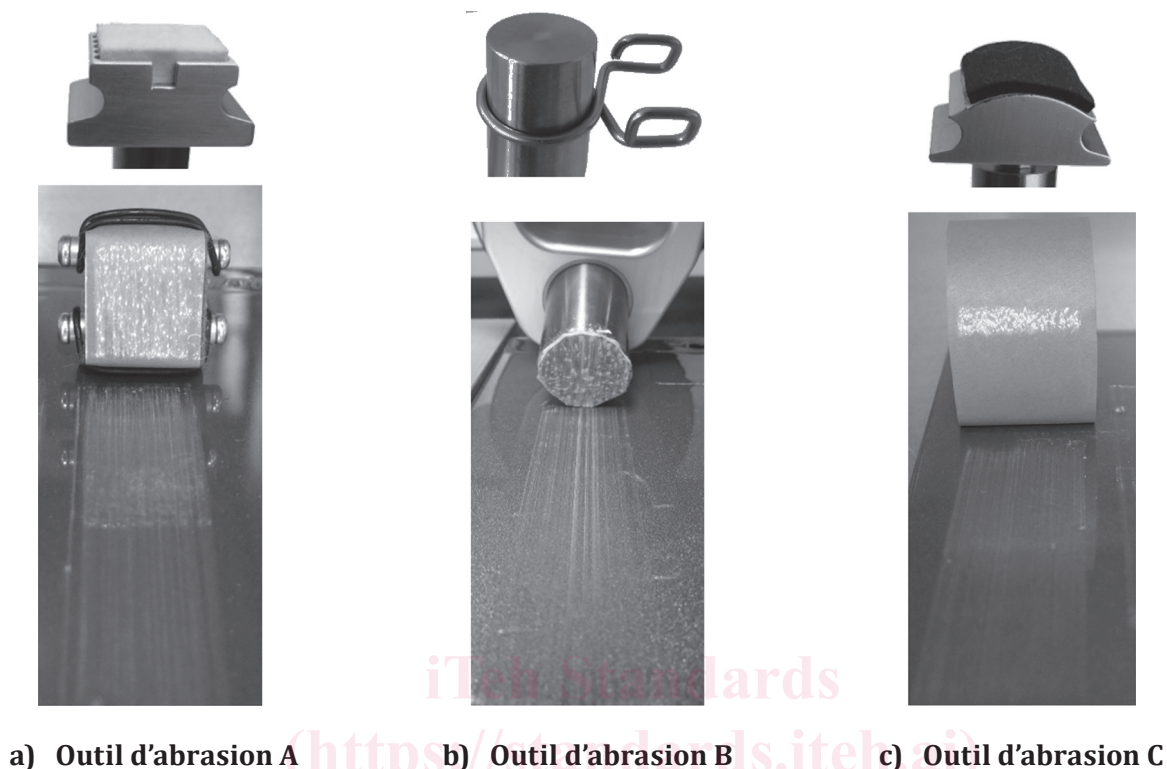 iTeh Standards
(https://standards.iteh.ai)
a) Outil d’abrasion A
b) Outil d’abrasion B
c) Outil d’abrasion C